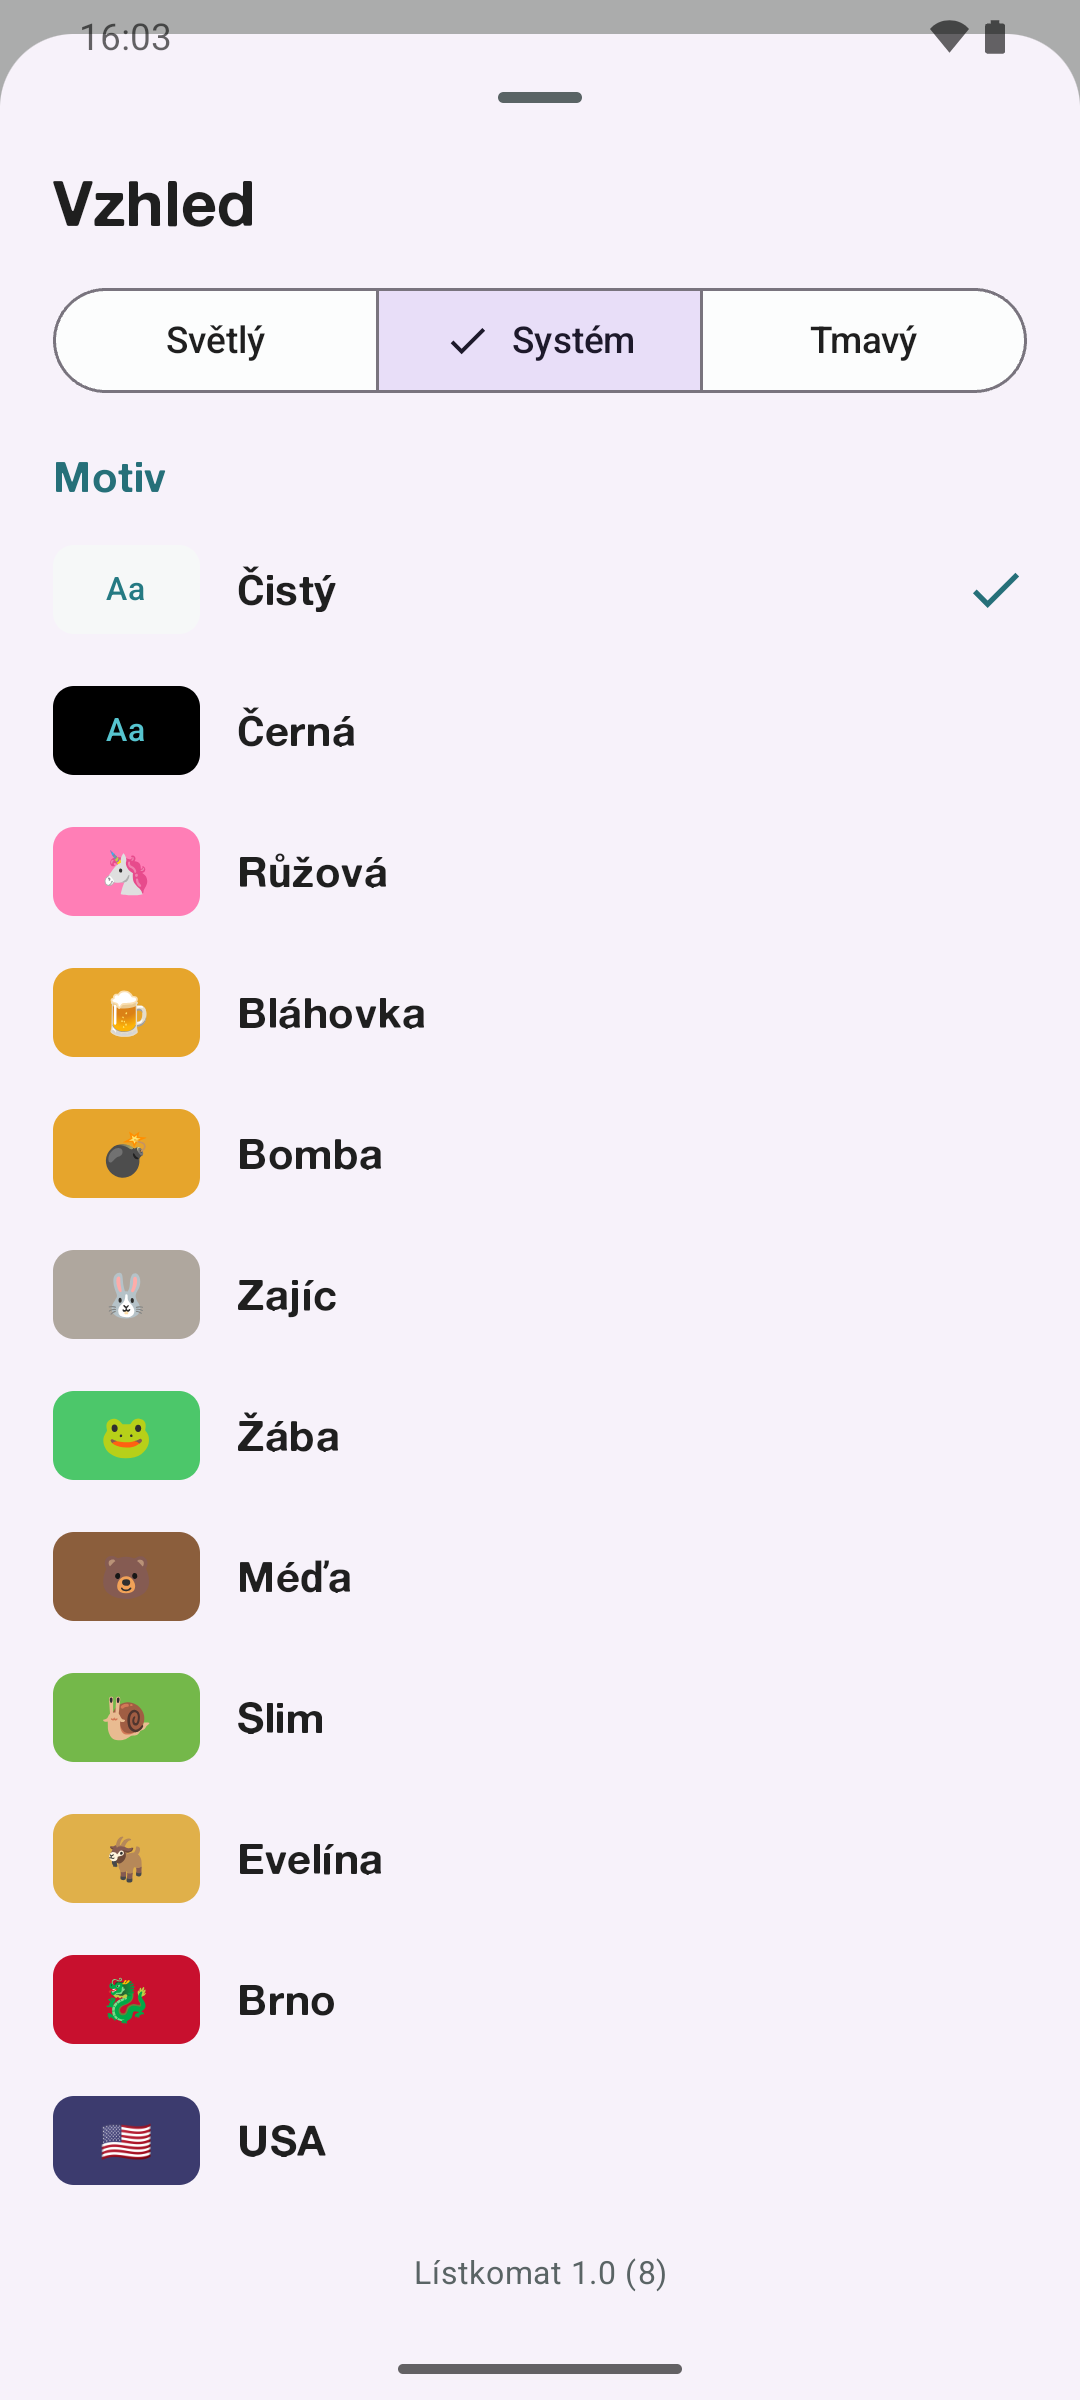 16:03
Vzhled
Světlý
Systém
Tmavý
Motiv
Aa
Čistý
Aa
Černá
Růžová
Bláhovka
Bomba
Zajíc
Žába
Méďa
Slim
Evelína
Brno
USA
Lístkomat 1.0 (8)